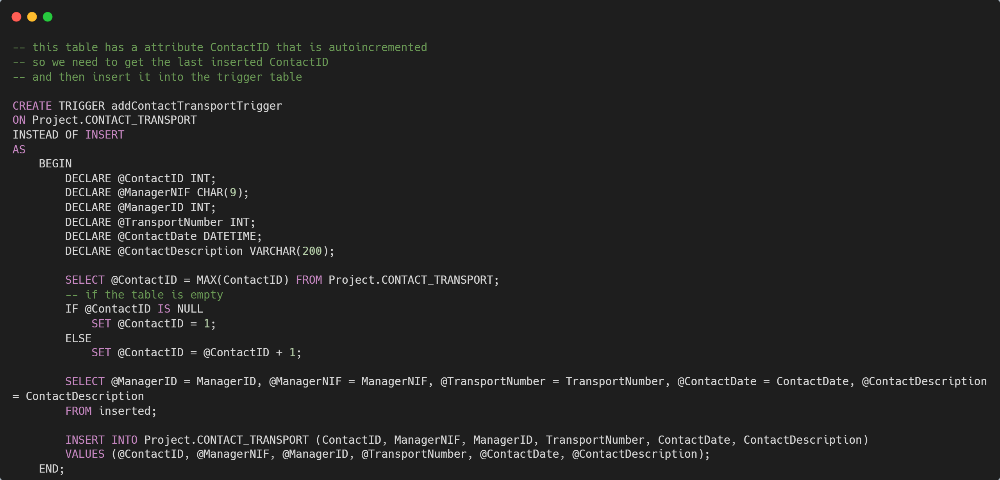 -- this table has a attribute ContactID that is autoincremented
-- so we need to get the last inserted ContactID
-- and then insert it into the trigger table

CREATE TRIGGER addContactTransportTrigger
ON Project.CONTACT_TRANSPORT
INSTEAD OF INSERT
AS
    BEGIN
        DECLARE @ContactID INT;
        DECLARE @ManagerNIF CHAR(9);
        DECLARE @ManagerID INT;
        DECLARE @TransportNumber INT;
        DECLARE @ContactDate DATETIME;
        DECLARE @ContactDescription VARCHAR(200);

        SELECT @ContactID = MAX(ContactID) FROM Project.CONTACT_TRANSPORT;
        -- if the table is empty
        IF @ContactID IS NULL
            SET @ContactID = 1;
        ELSE
            SET @ContactID = @ContactID + 1;

        SELECT @ManagerID = ManagerID, @ManagerNIF = ManagerNIF, @TransportNumber = TransportNumber, @ContactDate = ContactDate, @ContactDescription
= ContactDescription
        FROM inserted;

        INSERT INTO Project.CONTACT_TRANSPORT (ContactID, ManagerNIF, ManagerID, TransportNumber, ContactDate, ContactDescription)
        VALUES (@ContactID, @ManagerNIF, @ManagerID, @TransportNumber, @ContactDate, @ContactDescription);
    END;